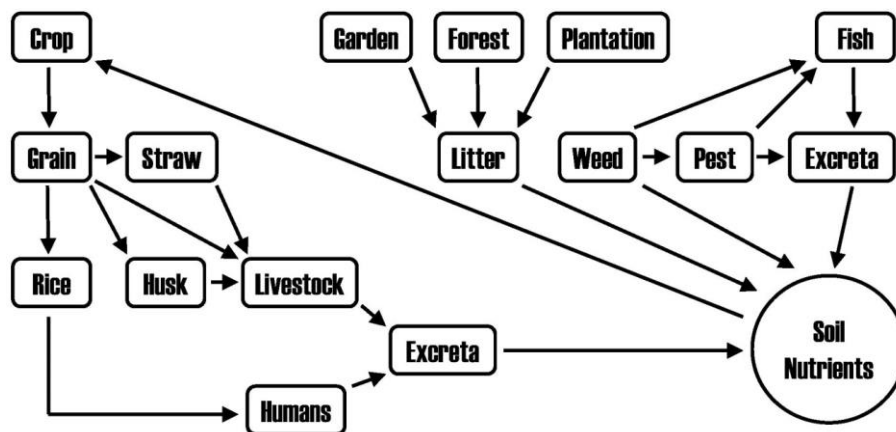 Crop
Garden
Forest
Plantation
Fish
Grain
Straw
Litter
Weed
Pest
Excreta
Rice
Husk
Livestock
Excreta
Humans
Soil
Nutrients